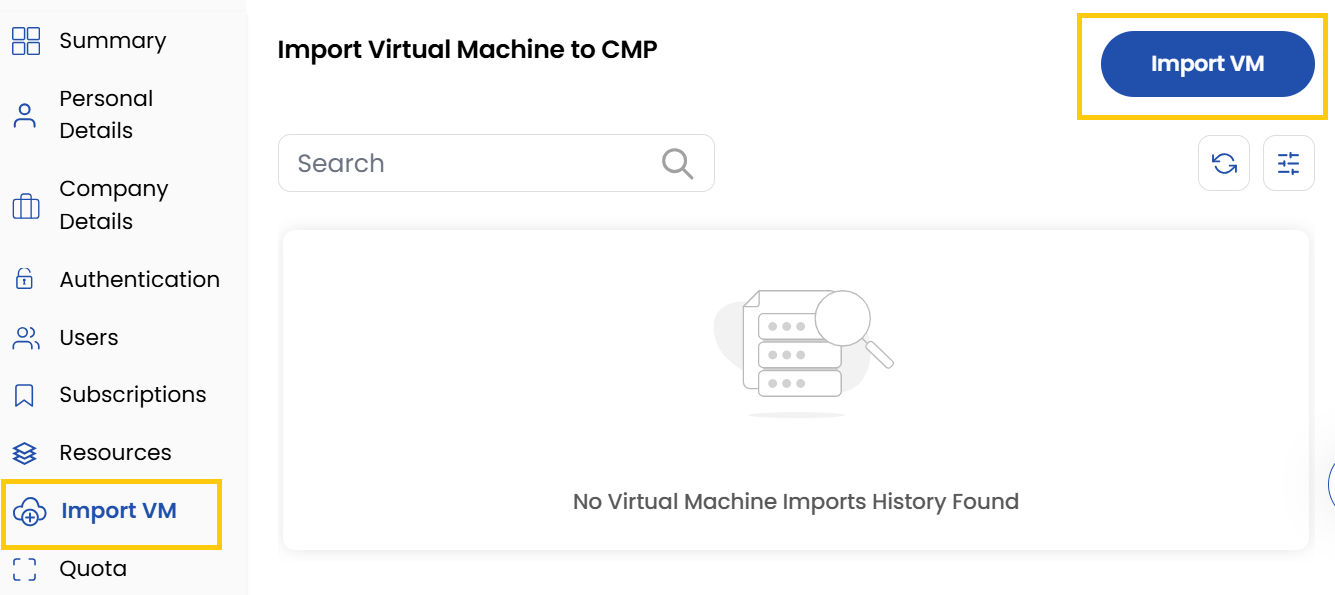 Summary
Personal
Details
Company
Details
Authentication
Users
Subscriptions
Resources
Import VM
Quota
Import Virtual Machine to CMP
Import VM
Search
No Virtual Machine Imports History Found